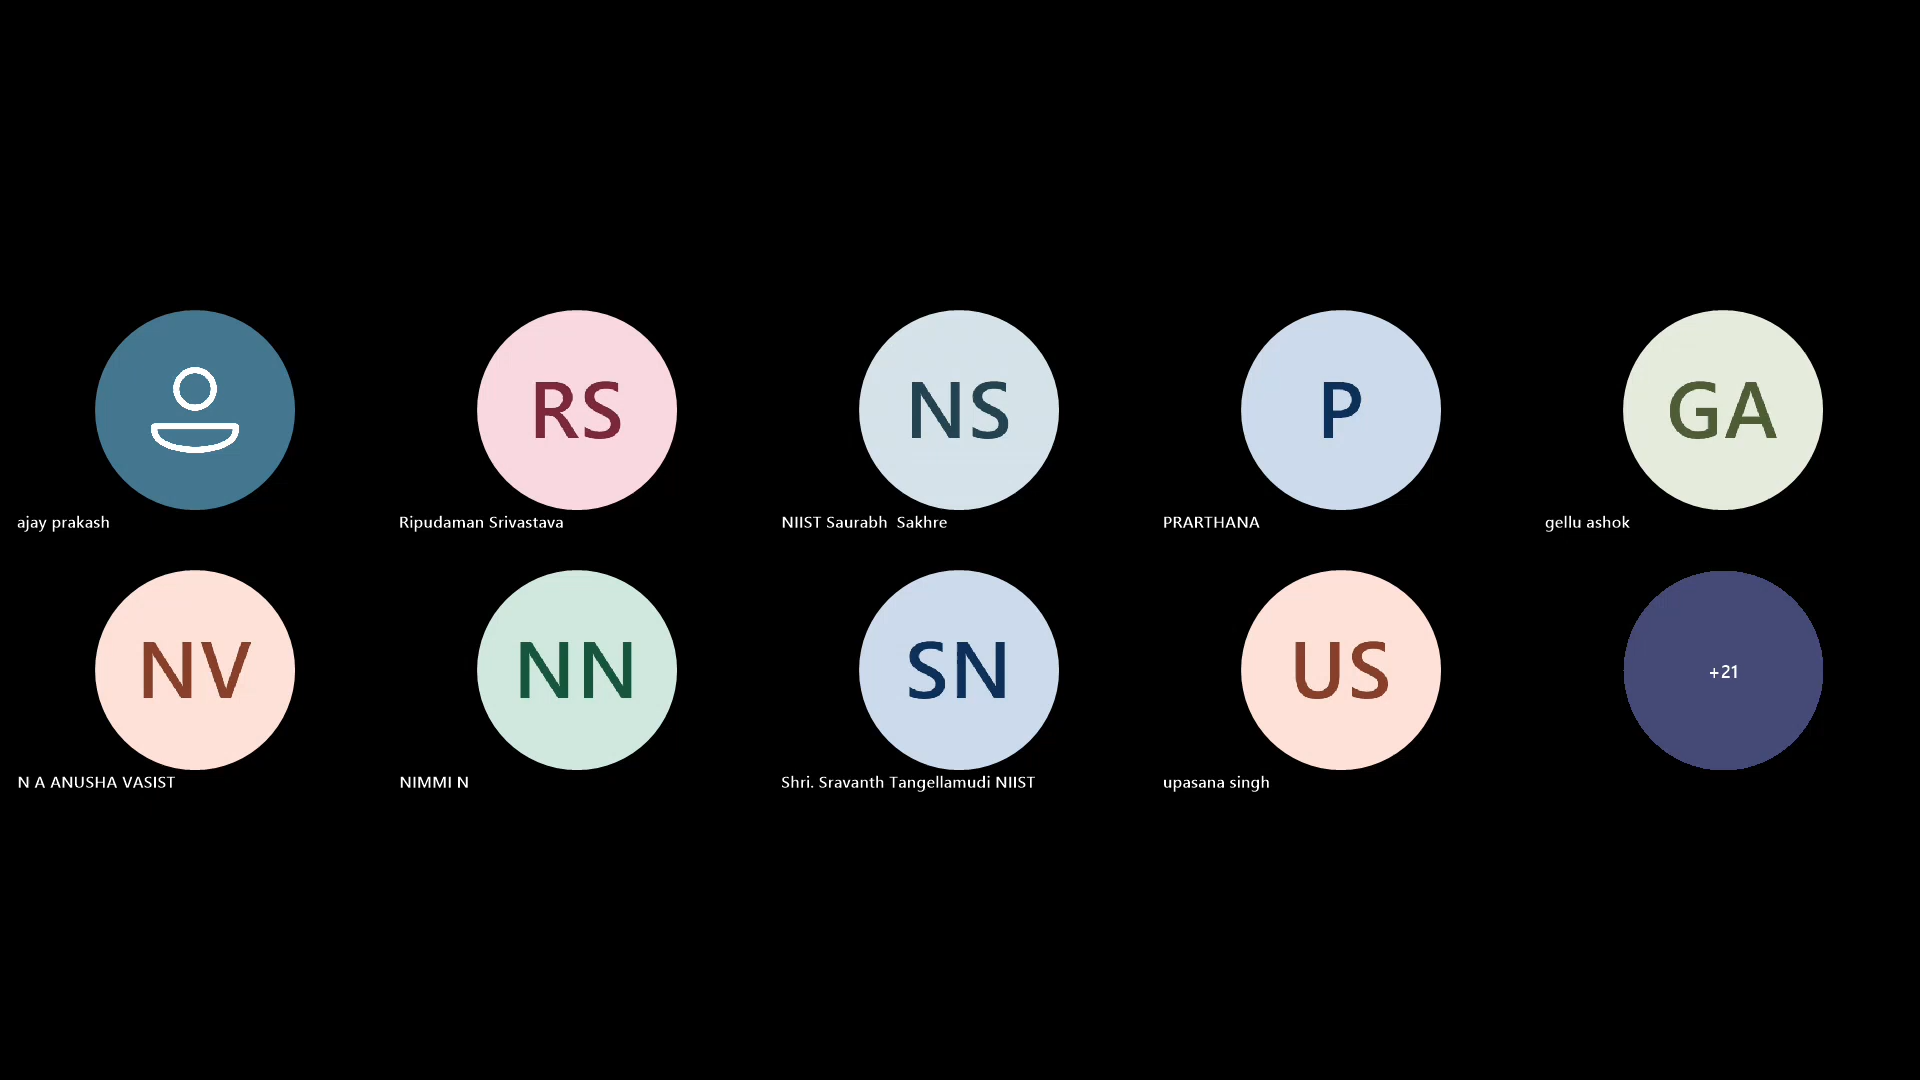 RS
NS
P
GA
ajay prakash
Ripudaman Srivastava
NIIST Saurabh  Sakhre
PRARTHANA
gellu ashok
NV
NN
SN
US
+21
N A ANUSHA VASIST
NIMMI N
Shri. Sravanth Tangellamudi NIIST
upasana singh